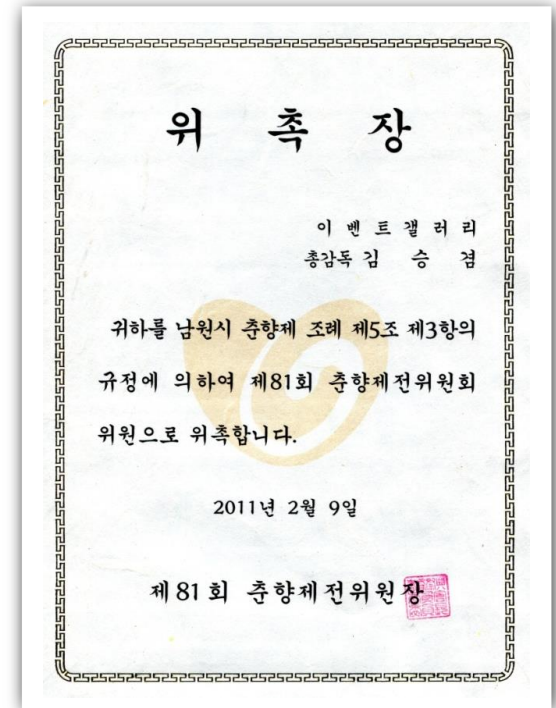 위 촉 장
이 벤 트 갤 러 리
총감독 김 승 겸
귀하를 남원시 춘향제 조례 제5조 제3항의
규정에 의하여 제81회 춘향제전위원회
위원으로 위촉합니다.
2011년 2월 9일
제 81 회 춘향제전위원장